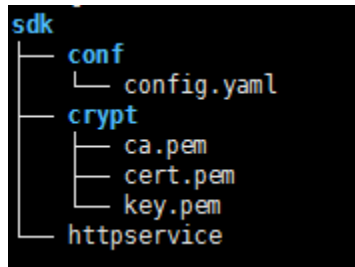 sdk
├── conf
│   └── config.yaml
├── crypt
│   ├── ca.pem
│   ├── cert.pem
│   └── key.pem
└── httpservice